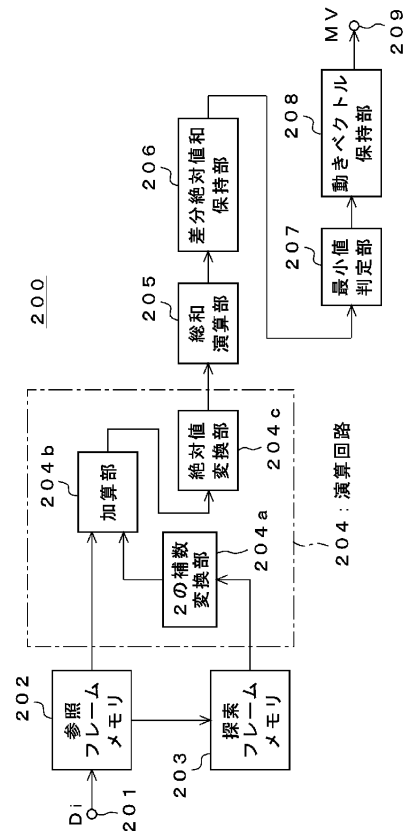 200
Di
201
202
参照
フレーム
メモリ
203
探索
フレーム
メモリ
204b
加算部
2の補数
変換部
204a
絶対値
変換部
204c
204:演算回路
205
総和
演算部
206
差分絶対値和
保持部
207
最小値
判定部
208
動きベクトル
保持部
MV
209